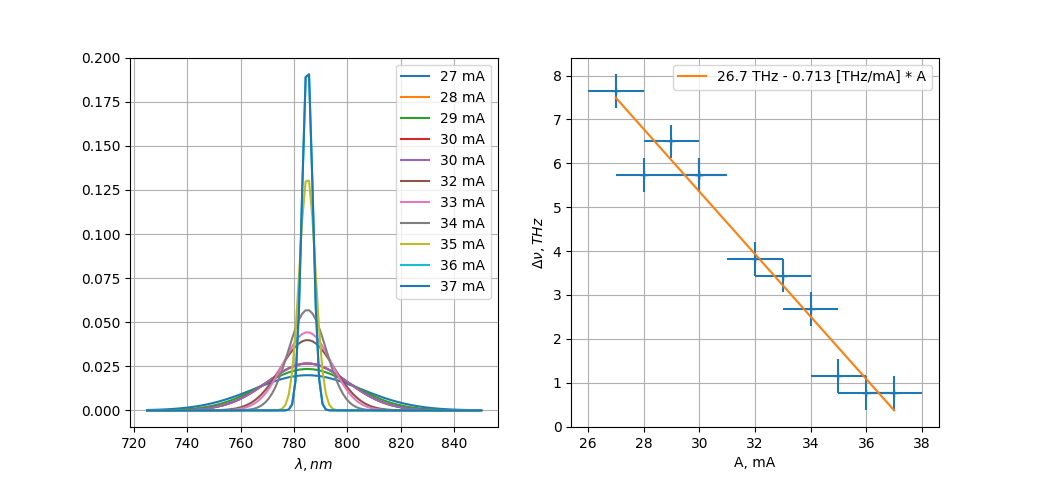 0.200
0.175
0.150
0.125
0.100
0.075
0.050
0.025
0.000
720 740 760 780 800 820 840
λ, nm
27 mA
28 mA
29 mA
30 mA
30 mA
32 mA
33 mA
34 mA
35 mA
36 mA
37 mA
8
7
6
5
4
3
2
1
0
Δν, THz
26 28 30 32 34 36 38
A, mA
26.7 THz - 0.713 [THz/mA] * A